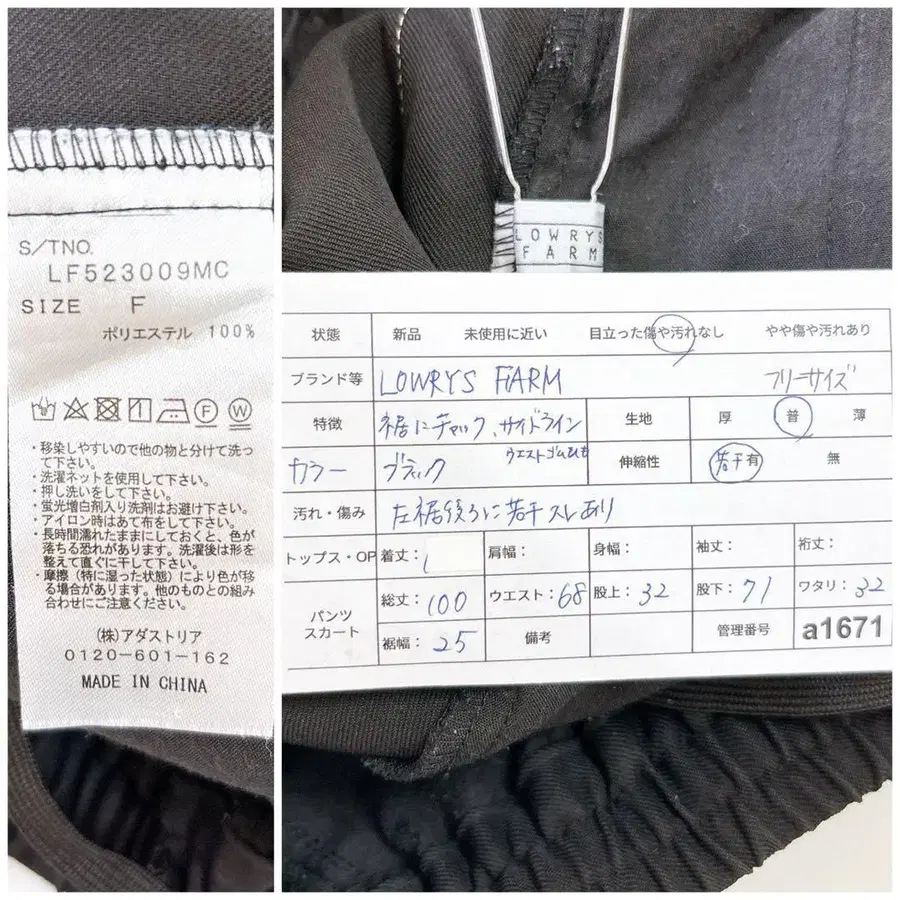 S/TNO.
LF523009MC
SIZE F
ポリエステル 100%
・移染しやすいので他の物と分けて洗っ
て下さい。
・洗濯ネットを使用して下さい。
・押し洗いをして下さい。
・蛍光増白剤入り洗剤はお避け下さい。
・アイロン時はあて布をして下さい。
・長時間濡れたままにしておくと、色が
落ちる恐れがあります。洗濯後は形を
整えて直ぐに干して下さい。
・摩擦（特に湿った状態）により色が移
る場合があります。他のものとの組み
合わせにご注意ください。
(株)アダストリア
0120-601-162
MADE IN CHINA
LOWRYS
FARM
状態 新品 未使用に近い 目立った傷や汚れなし やや傷や汚れあり
ブランド等 LOWRYS FARM フリーサイズ
特徴 裾にチャック、サイドライン 生地 厚 普 薄
ウエストゴムひも
カラー ブラック 伸縮性 若干有 無
汚れ・傷み 左裾後ろに若干スレあり
トップス・OP 着丈： 肩幅： 身幅： 袖丈： 裄丈：
パンツ スカート 総丈：100 ウエスト：68 股上：32 股下：71 ワタリ：32
裾幅：25 備考 管理番号 a1671